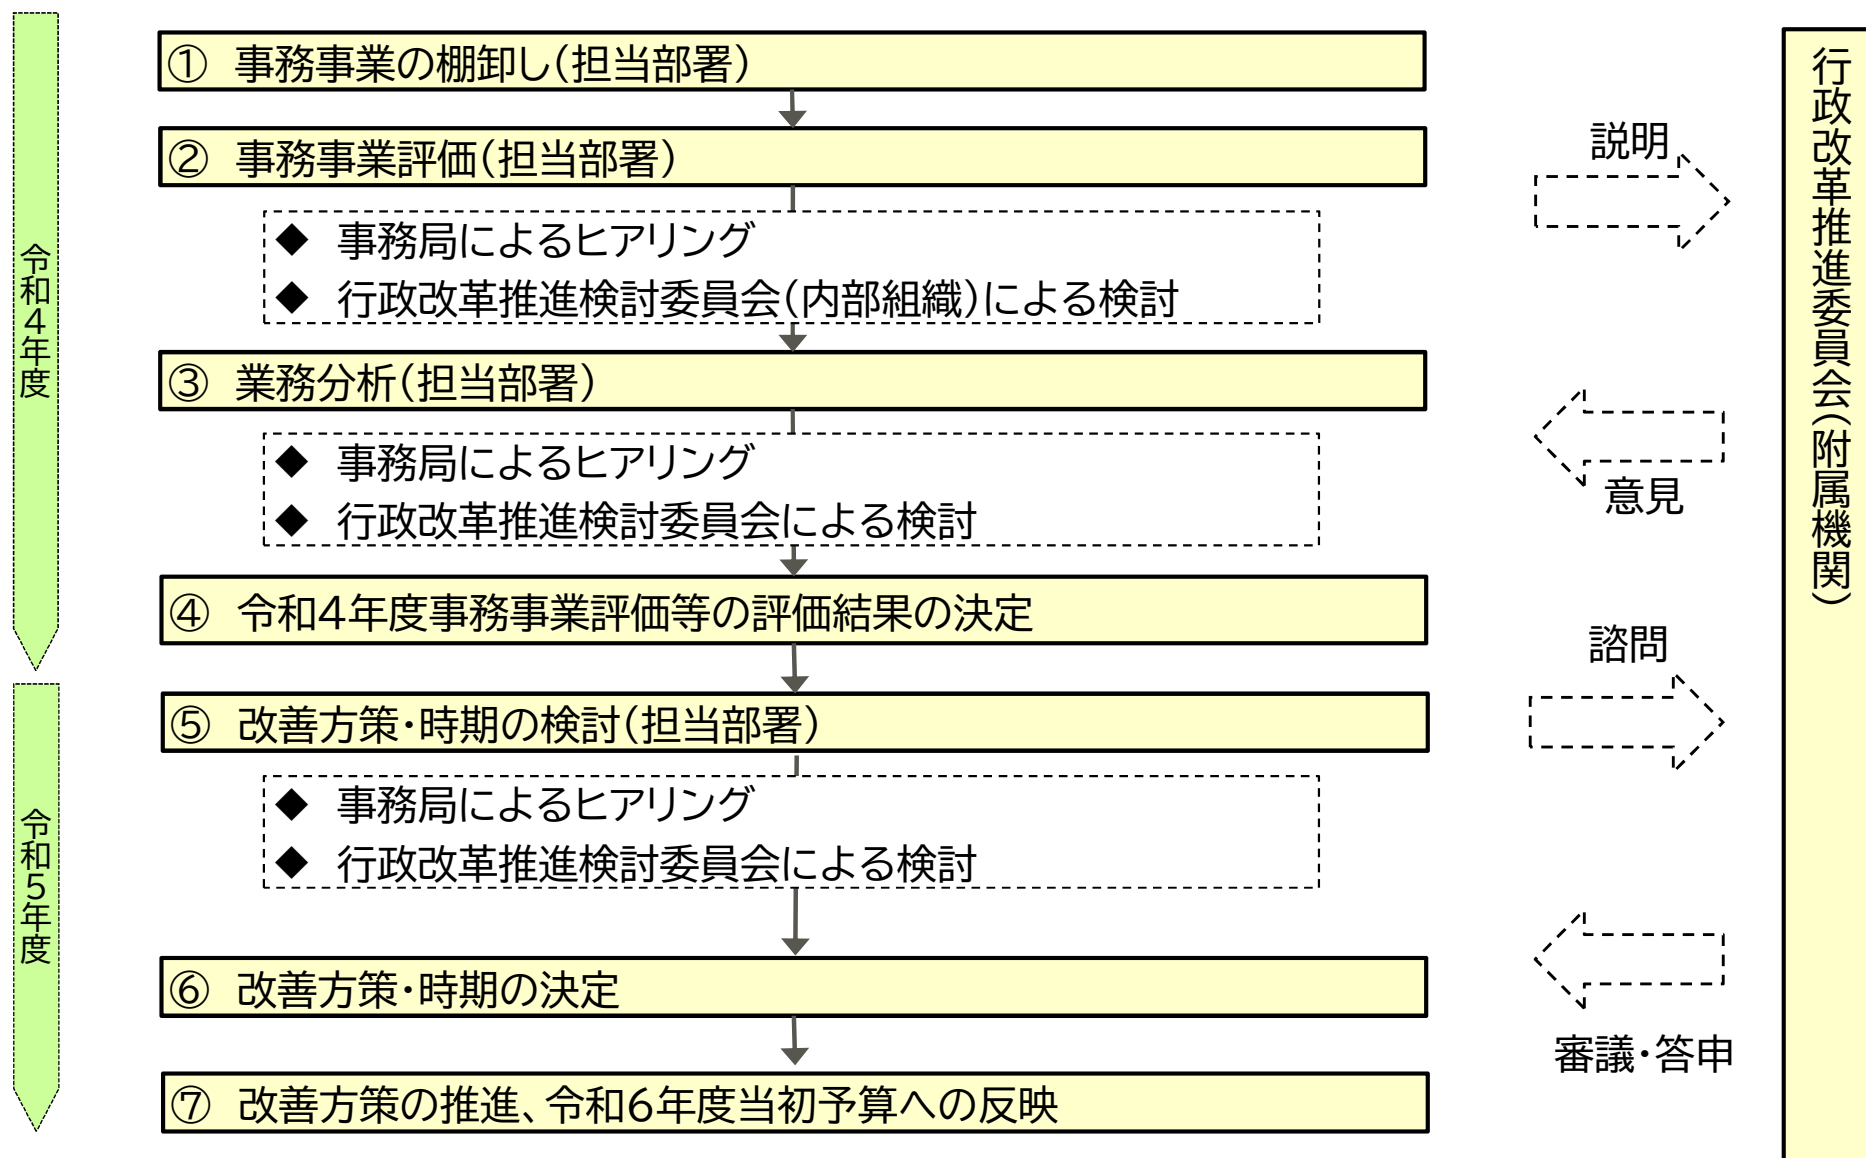 令和４年度
① 事務事業の棚卸し（担当部署）
② 事務事業評価（担当部署）
◆ 事務局によるヒアリング
◆ 行政改革推進検討委員会（内部組織）による検討
③ 業務分析（担当部署）
◆ 事務局によるヒアリング
◆ 行政改革推進検討委員会による検討
④ 令和４年度事務事業評価等の評価結果の決定
令和５年度
⑤ 改善方策・時期の検討（担当部署）
◆ 事務局によるヒアリング
◆ 行政改革推進検討委員会による検討
⑥ 改善方策・時期の決定
⑦ 改善方策の推進、令和６年度当初予算への反映
説明
意見
諮問
審議・答申
行政改革推進委員会（附属機関）